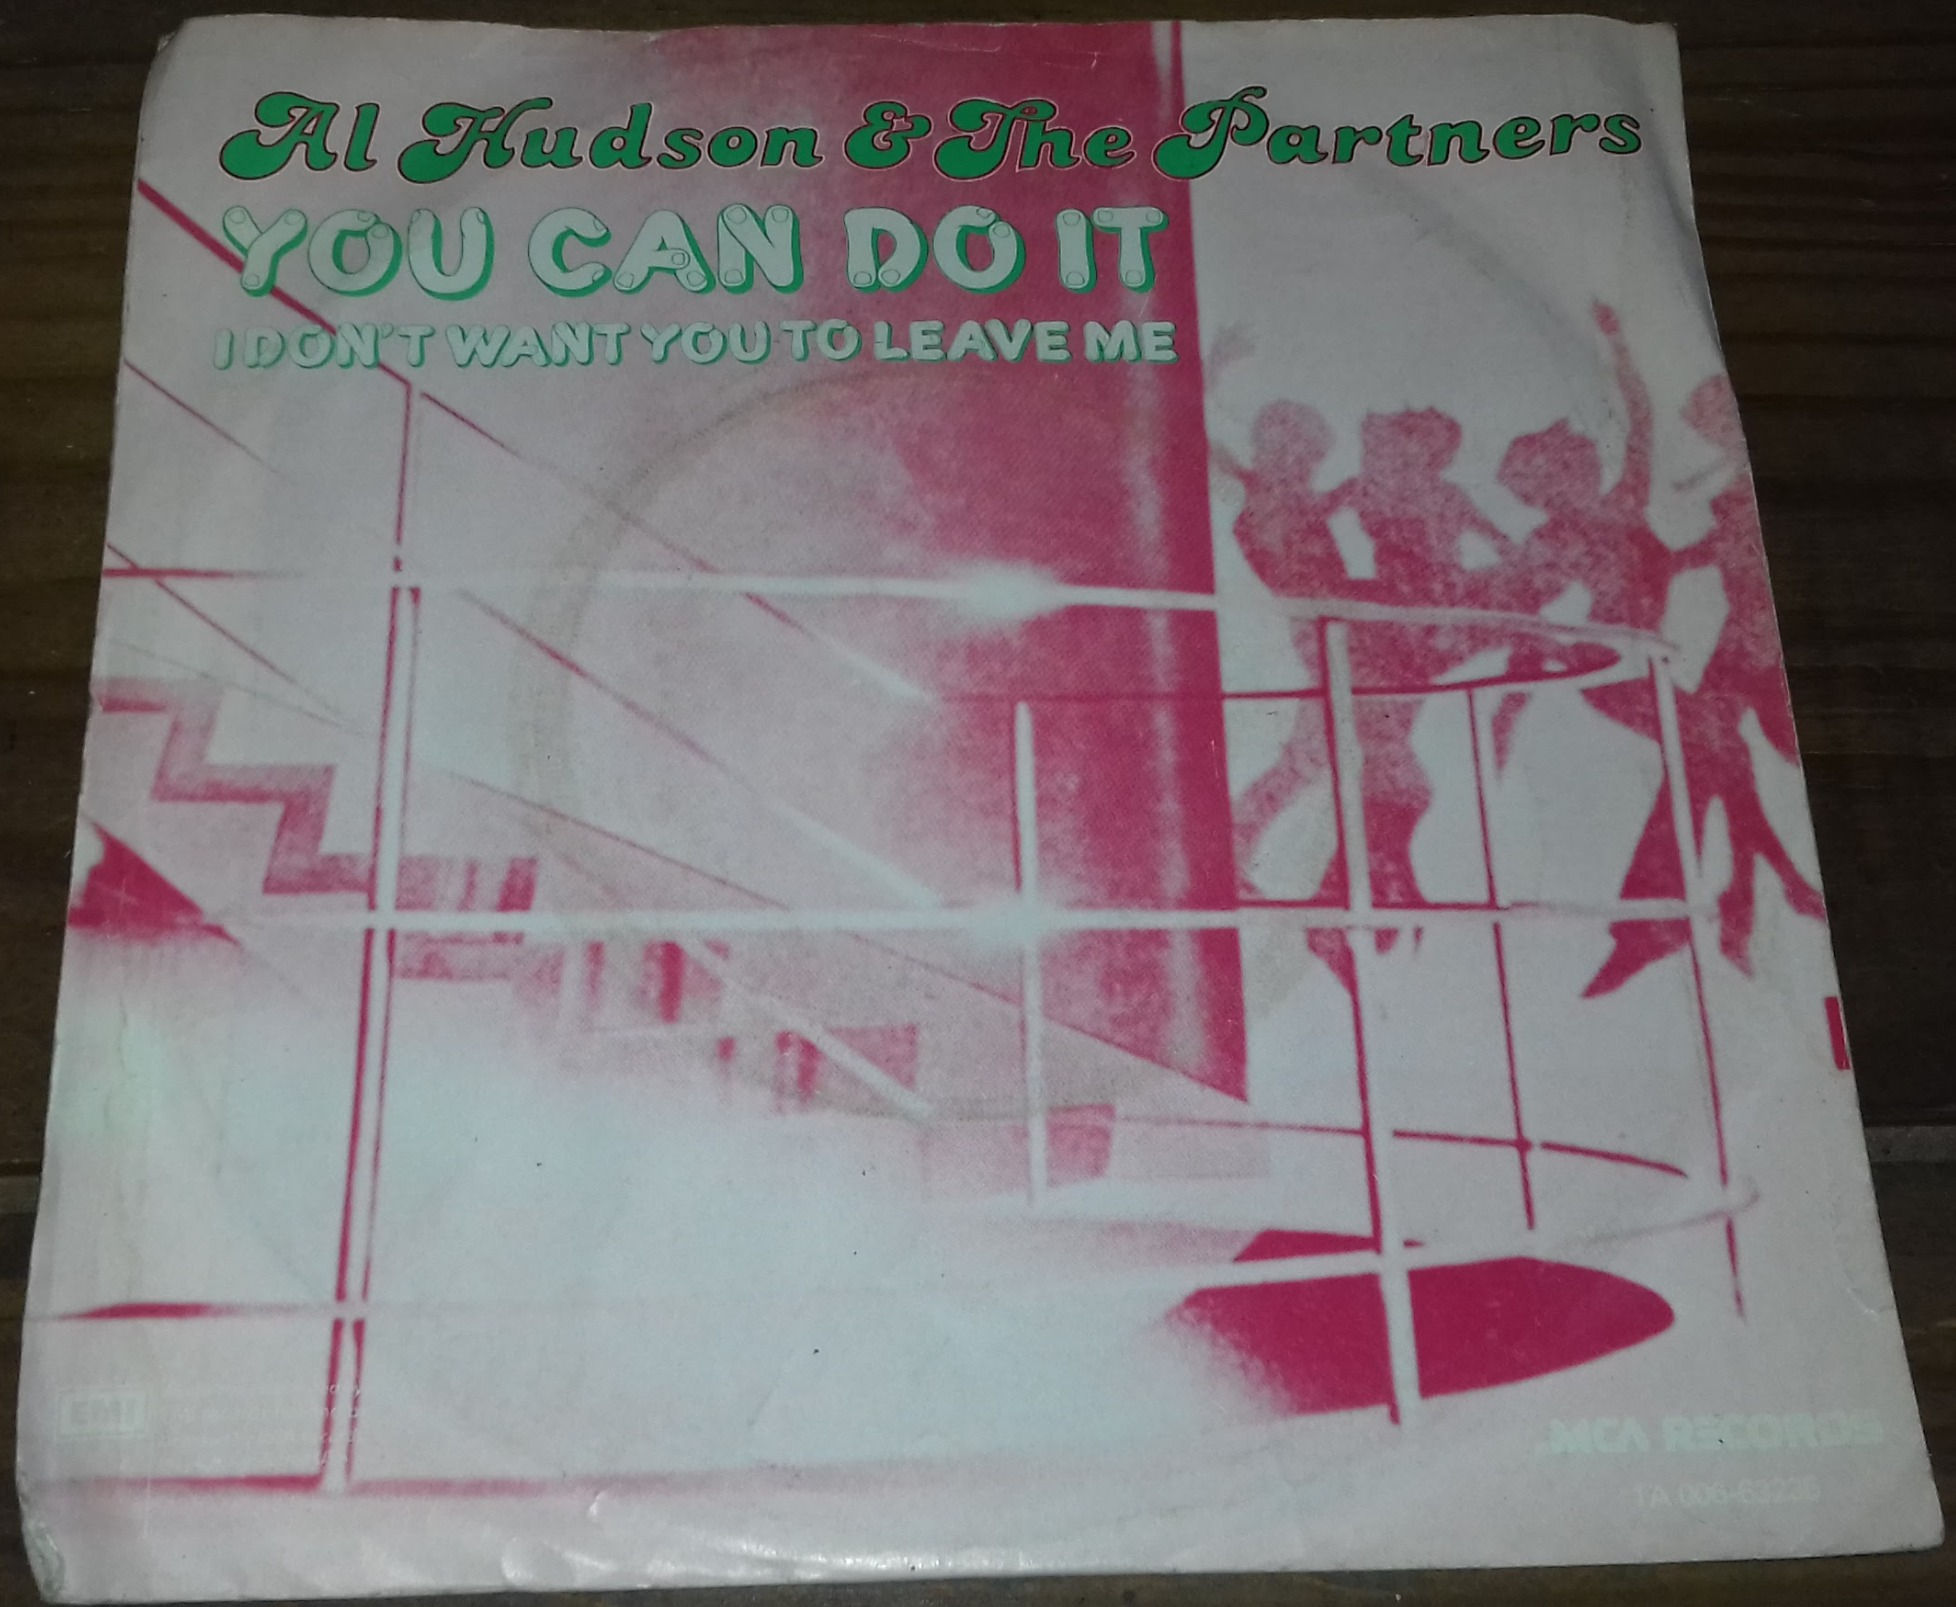 Al Hudson & The Partners
YOU CAN DO IT
I DON'T WANT YOU TO LEAVE ME
EMI
MCA RECORDS